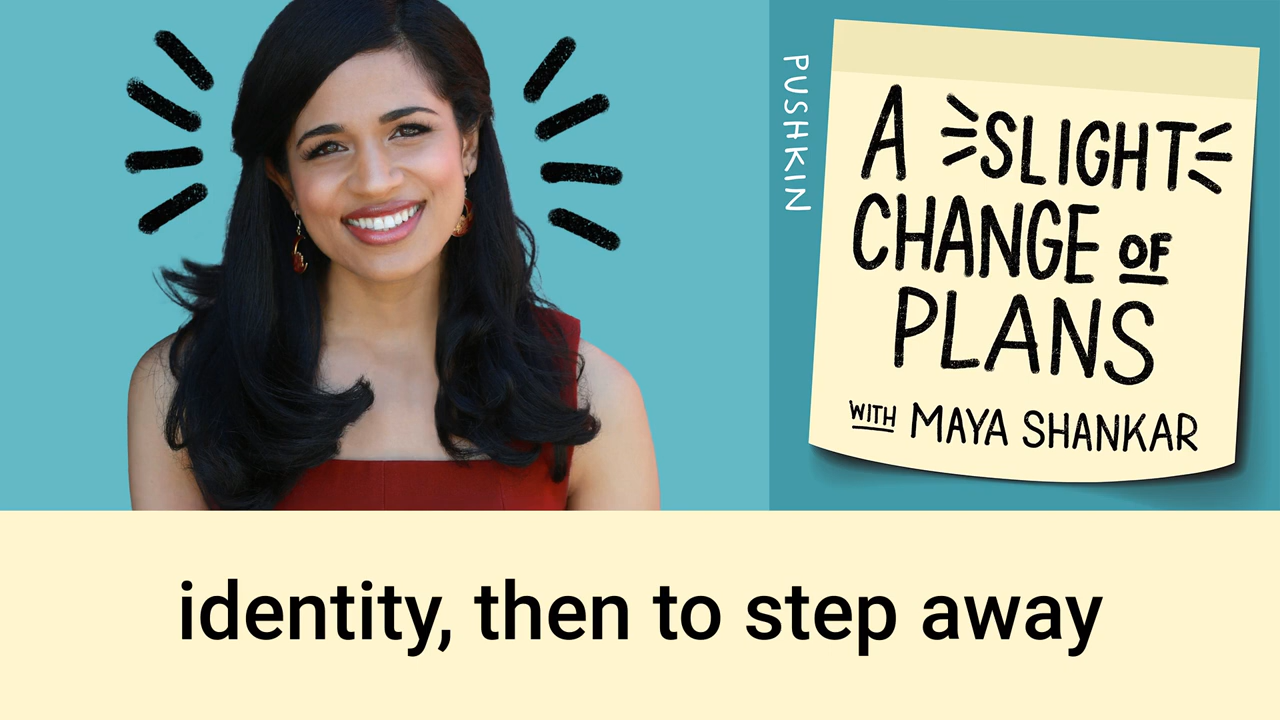 PUSHKIN
A SLIGHT
CHANGE OF
PLANS
WITH MAYA SHANKAR
identity, then to step away